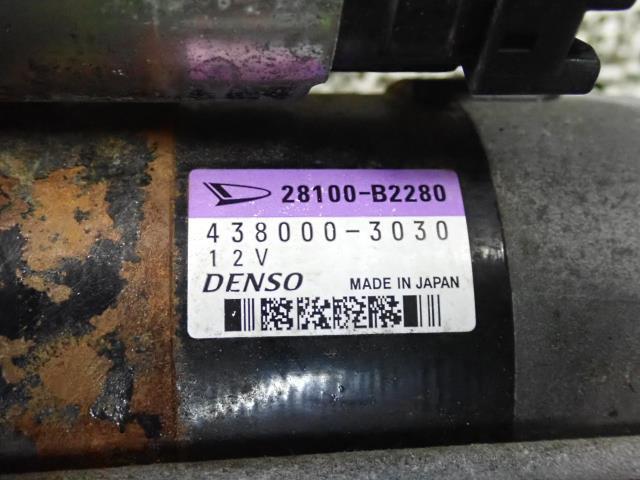 28100-B2280
438000-3030
12V
DENSO MADE IN JAPAN